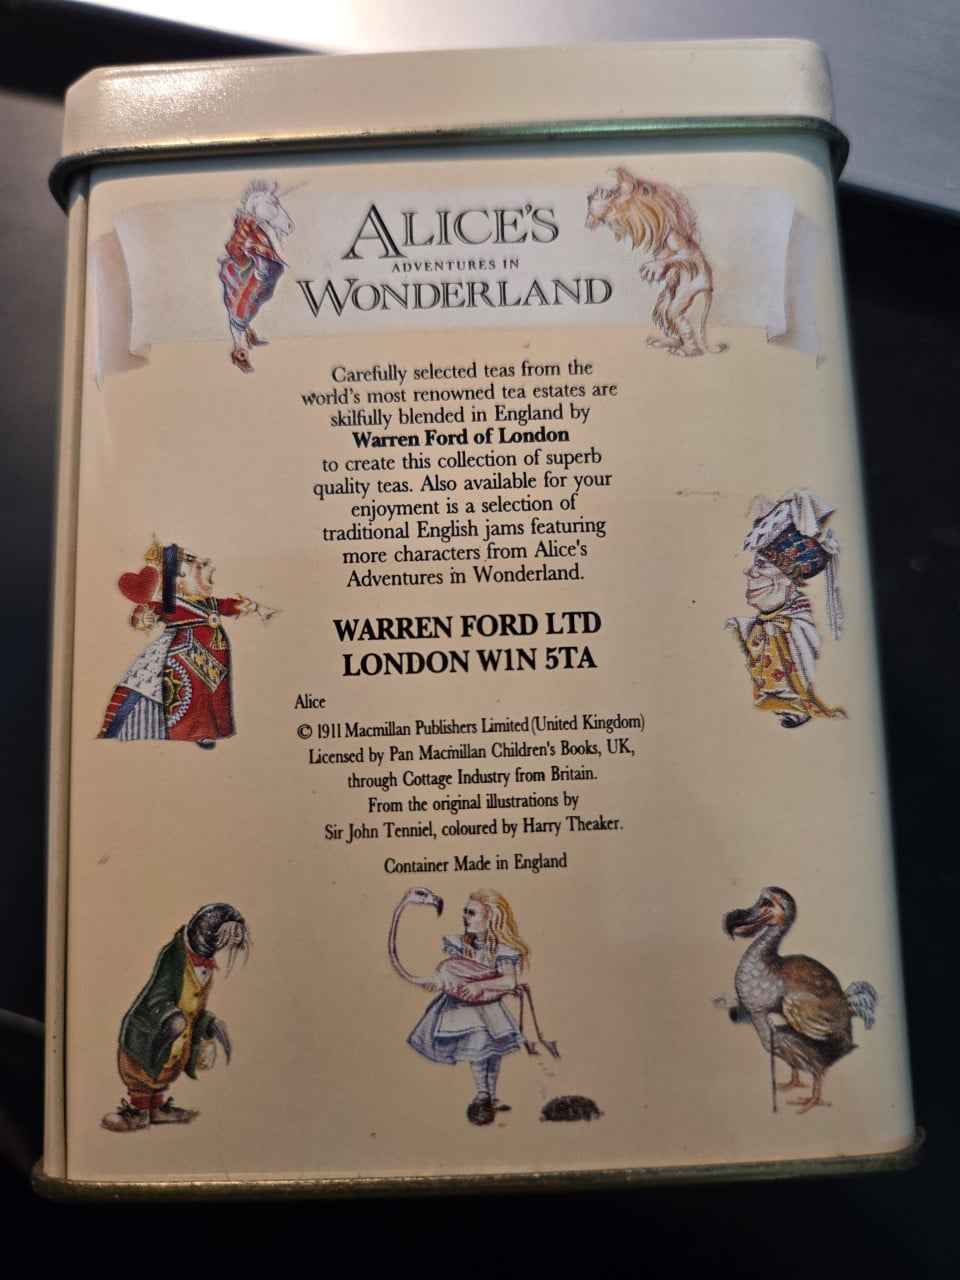 ALICE'S
ADVENTURES IN
WONDERLAND
Carefully selected teas from the
world's most renowned tea estates are
skilfully blended in England by
Warren Ford of London
to create this collection of superb
quality teas. Also available for your
enjoyment is a selection of
traditional English jams featuring
more characters from Alice's
Adventures in Wonderland.
WARREN FORD LTD
LONDON W1N 5TA
Alice
© 1911 Macmillan Publishers Limited (United Kingdom)
Licensed by Pan Macmillan Children's Books, UK,
through Cottage Industry from Britain.
From the original illustrations by
Sir John Tenniel, coloured by Harry Theaker.
Container Made in England